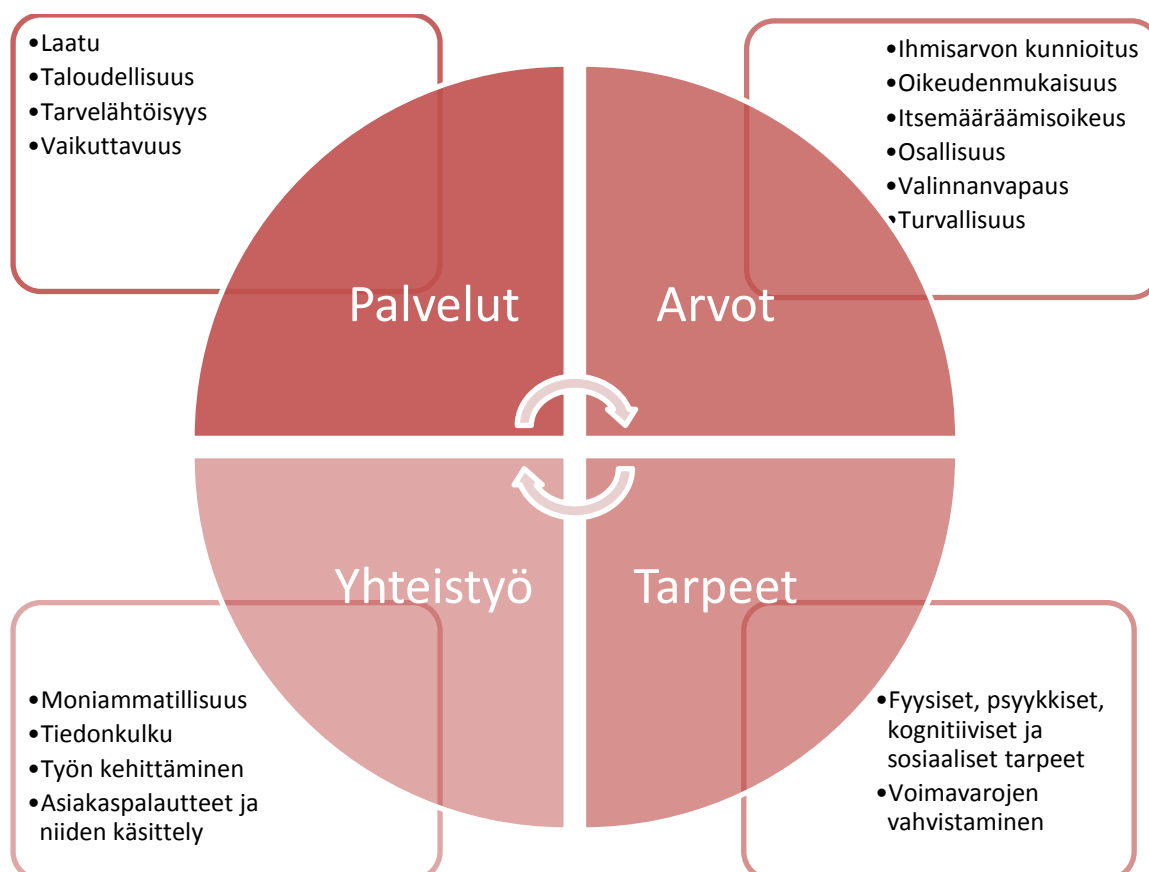 •Laatu
•Taloudellisuus
•Tarvelähtöisyys
•Vaikuttavuus
•Ihmisarvon kunnioitus
•Oikeudenmukaisuus
•Itsemääräämisoikeus
•Osallisuus
•Valinnanvapaus
•Turvallisuus
Palvelut
Arvot
Yhteistyö
Tarpeet
•Moniammatillisuus
•Tiedonkulku
•Työn kehittäminen
•Asiakaspalautteet ja
niiden käsittely
•Fyysiset, psyykkiset,
kognitiiviset ja
sosiaaliset tarpeet
•Voimavarojen
vahvistaminen